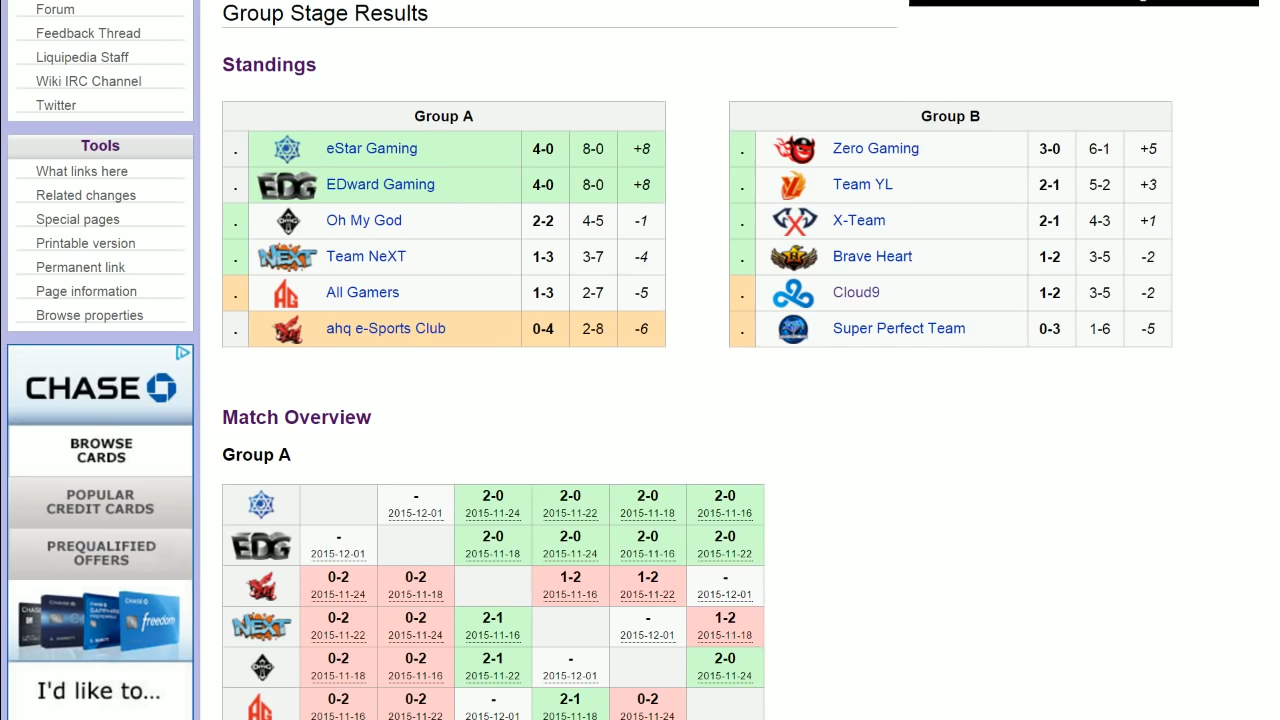 Forum
Feedback Thread
Liquipedia Staff
Wiki IRC Channel
Twitter
Tools
What links here
Related changes
Special pages
Printable version
Permanent link
Page information
Browse properties
CHASE
BROWSE
CARDS
POPULAR
CREDIT CARDS
PREQUALIFIED
OFFERS
freedom
I'd like to...
Group Stage Results
Standings
Group A
. eStar Gaming 4-0 8-0 +8
. EDG EDward Gaming 4-0 8-0 +8
. Oh My God 2-2 4-5 -1
. NEXT Team NeXT 1-3 3-7 -4
. AG All Gamers 1-3 2-7 -5
. ahq e-Sports Club 0-4 2-8 -6
Group B
. Zero Gaming 3-0 6-1 +5
. Team YL 2-1 5-2 +3
. X-Team 2-1 4-3 +1
. Brave Heart 1-2 3-5 -2
. Cloud9 1-2 3-5 -2
. Super Perfect Team 0-3 1-6 -5
Match Overview
Group A
- 2-0 2-0 2-0 2-0
2015-12-01 2015-11-24 2015-11-22 2015-11-18 2015-11-16
EDG - 2-0 2-0 2-0 2-0
2015-12-01 2015-11-18 2015-11-24 2015-11-16 2015-11-22
0-2 0-2 1-2 1-2 -
2015-11-24 2015-11-18 2015-11-16 2015-11-22 2015-12-01
NEXT 0-2 0-2 2-1 - 1-2
2015-11-22 2015-11-24 2015-11-16 2015-12-01 2015-11-18
0-2 0-2 2-1 - 2-0
2015-11-18 2015-11-16 2015-11-22 2015-12-01 2015-11-24
AG 0-2 0-2 - 2-1 0-2
2015-11-16 2015-11-22 2015-12-01 2015-11-18 2015-11-24